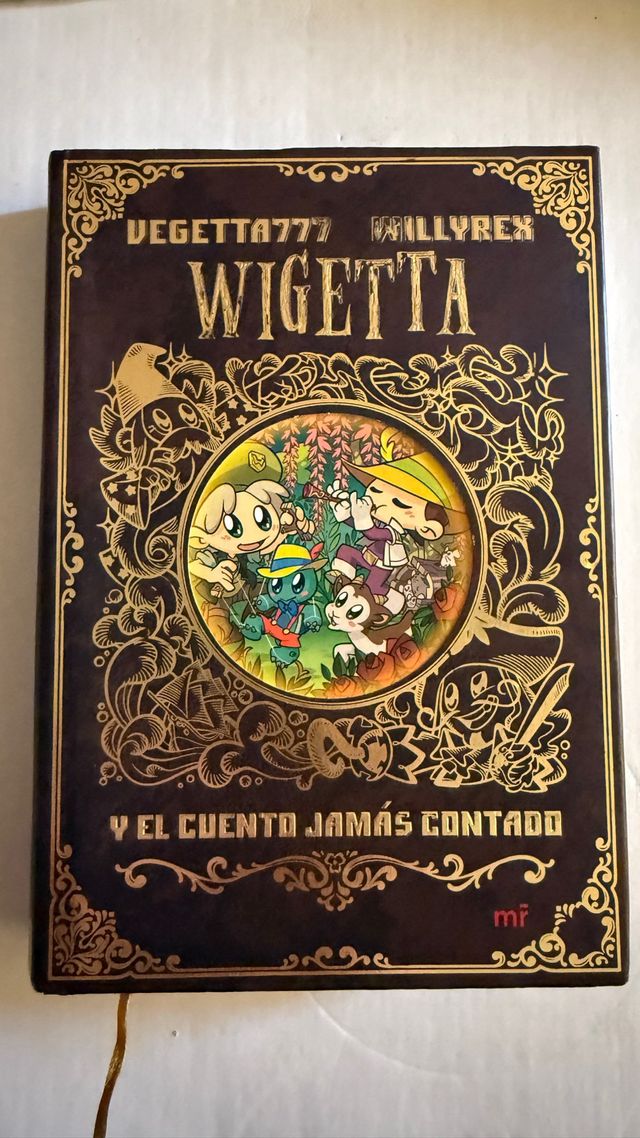 VEGETTA777 WILLYREX
WIGETTA
Y EL CUENTO JAMÁS CONTADO
mr̄